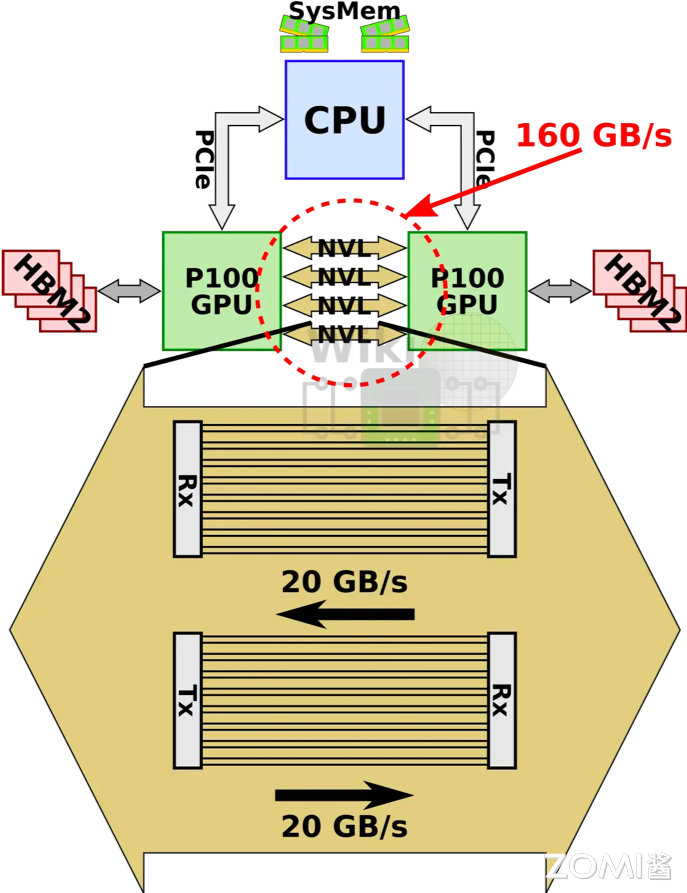 SysMem
CPU
PCIe
PCIe
160 GB/s
NVL
NVL
NVL
NVL
P100
GPU
P100
GPU
HBM2
HBM2
Wiki
Rx
Tx
20 GB/s
Tx
Rx
20 GB/s
ZOMI酱